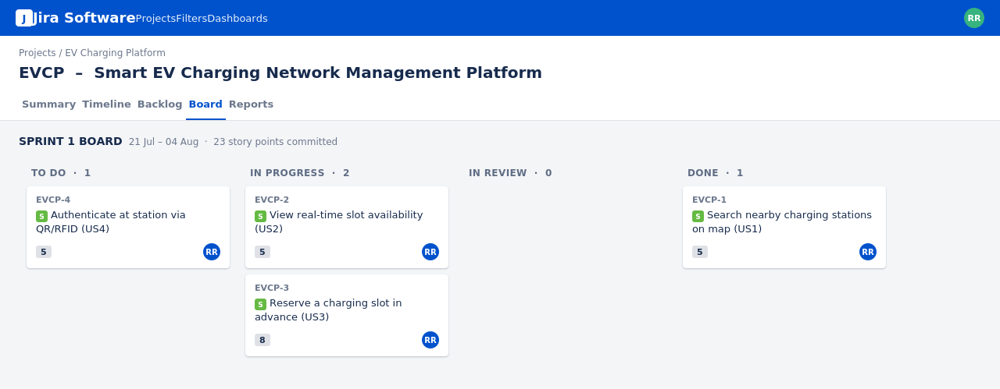 J Jira Software Projects Filters Dashboards RR
Projects / EV Charging Platform
EVCP – Smart EV Charging Network Management Platform
Summary Timeline Backlog Board Reports
SPRINT 1 BOARD 21 Jul – 04 Aug · 23 story points committed
TO DO · 1
EVCP-4
S Authenticate at station via
QR/RFID (US4)
5 RR
IN PROGRESS · 2
EVCP-2
S View real-time slot availability
(US2)
5 RR
EVCP-3
S Reserve a charging slot in
advance (US3)
8 RR
IN REVIEW · 0
DONE · 1
EVCP-1
S Search nearby charging stations
on map (US1)
5 RR